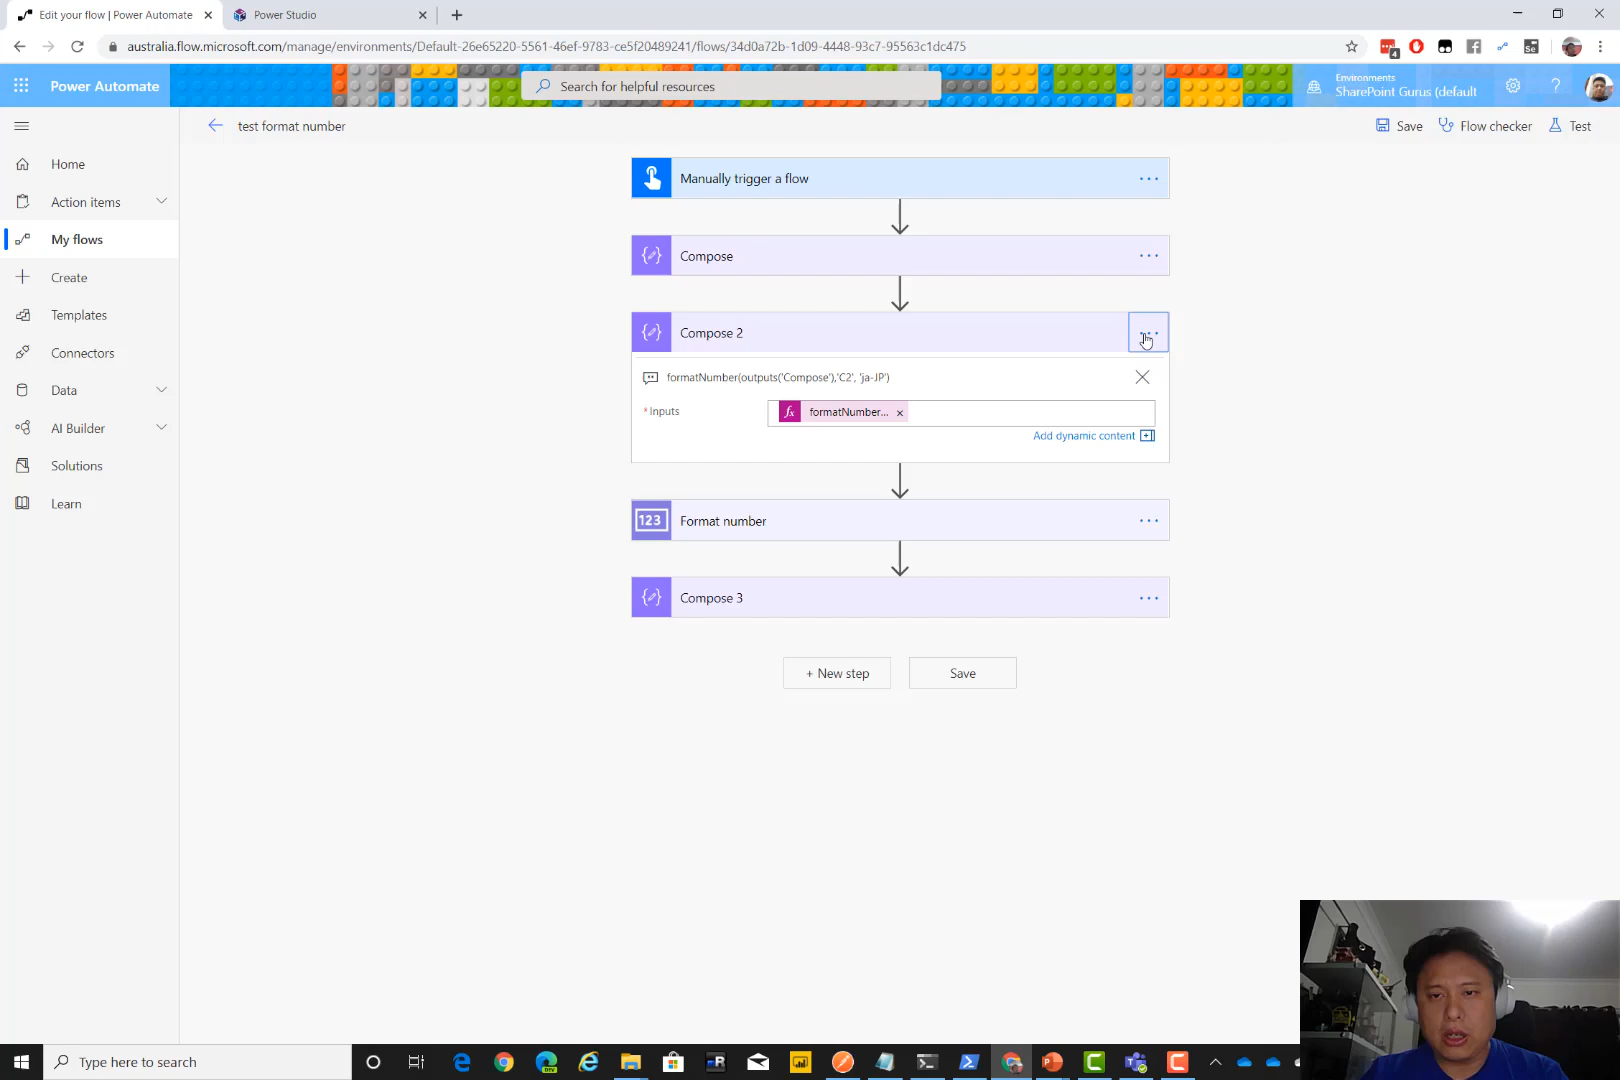 Edit your flow | Power Automate
Power Studio
australia.flow.microsoft.com/manage/environments/Default-26e65220-5561-46ef-9783-ce5f20489241/flows/34d0a72b-1d09-4448-93c7-95563c1dc475
4
Power Automate
Search for helpful resources
Environments
SharePoint Gurus (default
test format number
Save
Flow checker
Test
Home
Action items
My flows
Create
Templates
Connectors
Data
AI Builder
Solutions
Learn
Manually trigger a flow
Compose
Compose 2
formatNumber(outputs('Compose'),'C2', 'ja-JP')
* Inputs
fx formatNumber... x
Add dynamic content
123 Format number
Compose 3
+ New step
Save
Type here to search